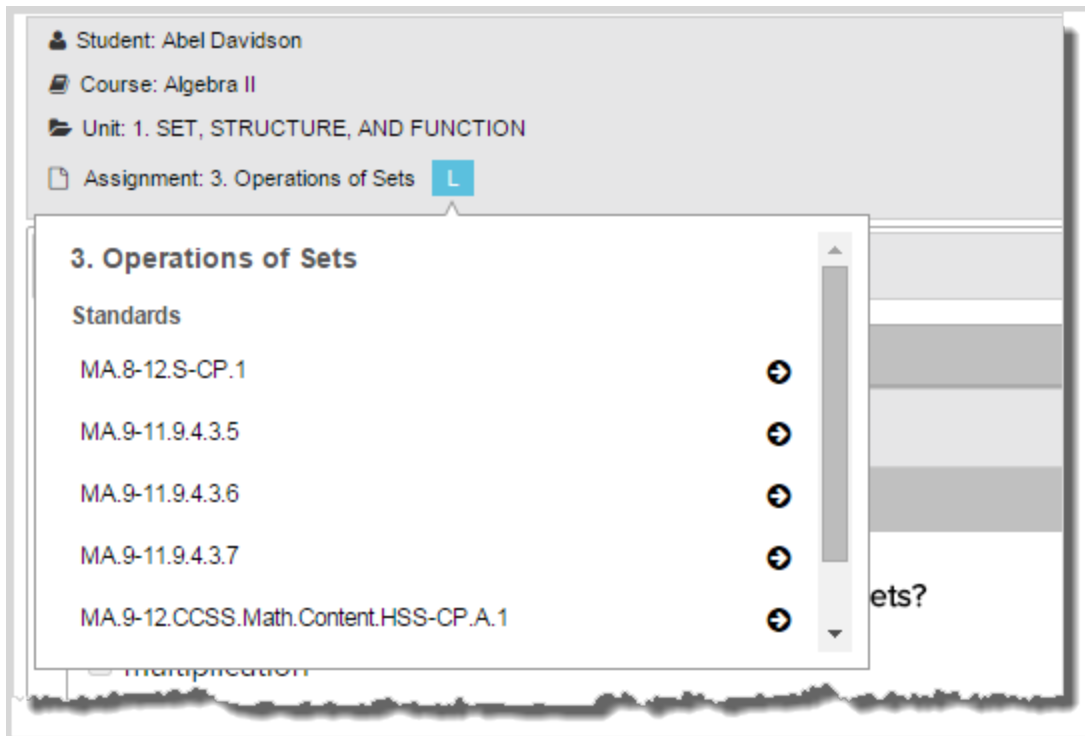 Student: Abel Davidson
Course: Algebra II
Unit: 1. SET, STRUCTURE, AND FUNCTION
Assignment: 3. Operations of Sets L
3. Operations of Sets
Standards
MA.8-12.S-CP.1
MA.9-11.9.4.3.5
MA.9-11.9.4.3.6
MA.9-11.9.4.3.7
ets?
MA.9-12.CCSS.Math.Content.HSS-CP.A.1
multiplication